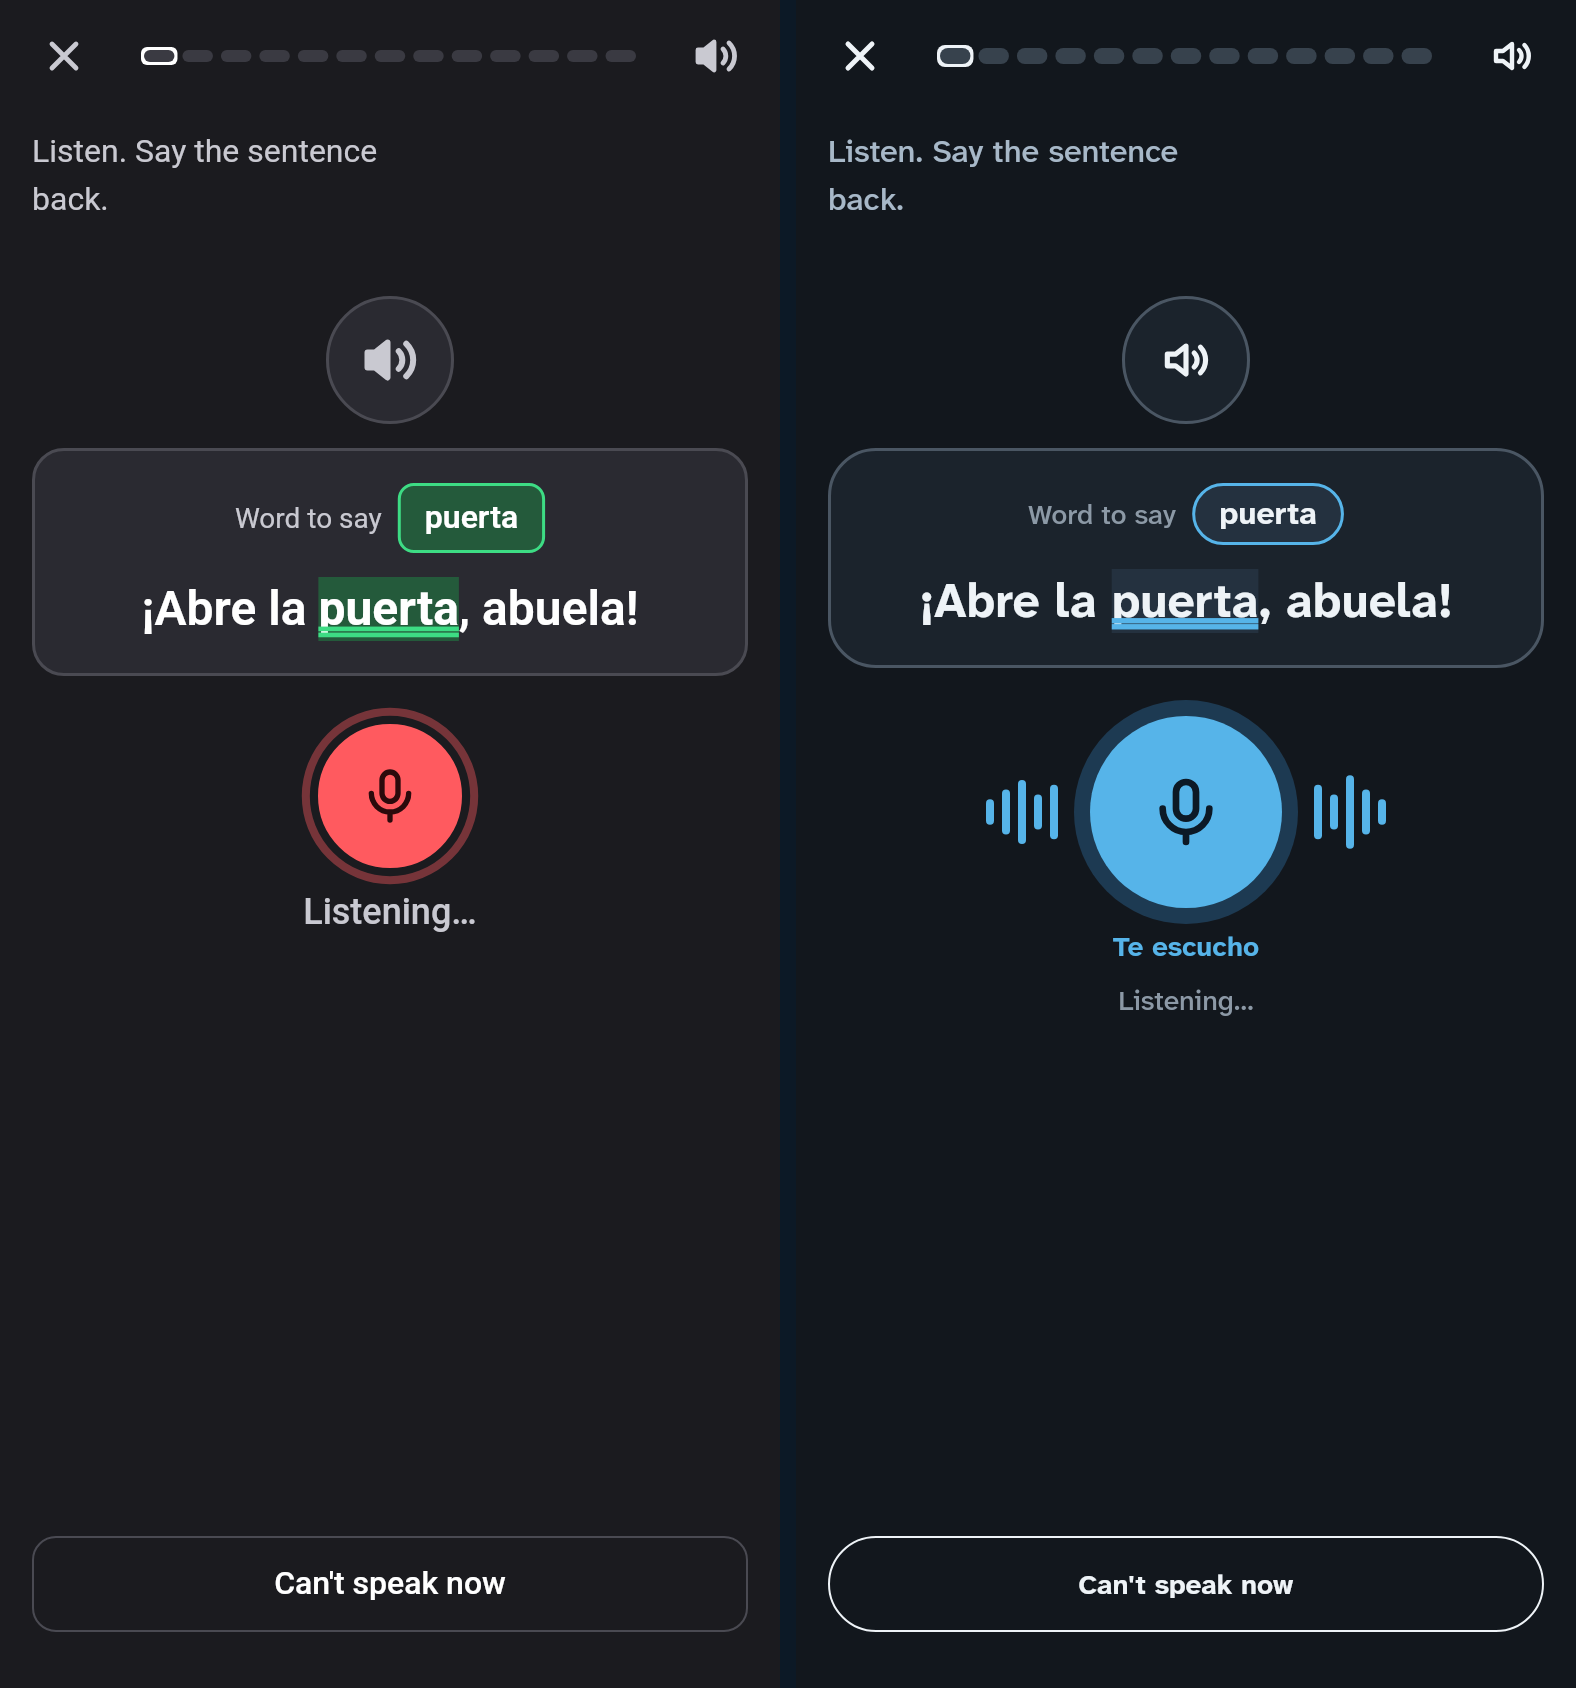 Listen. Say the sentence
back.
Word to say puerta
¡Abre la puerta, abuela!
Listening...
Can't speak now
Listen. Say the sentence
back.
Word to say puerta
¡Abre la puerta, abuela!
Te escucho
Listening...
Can't speak now